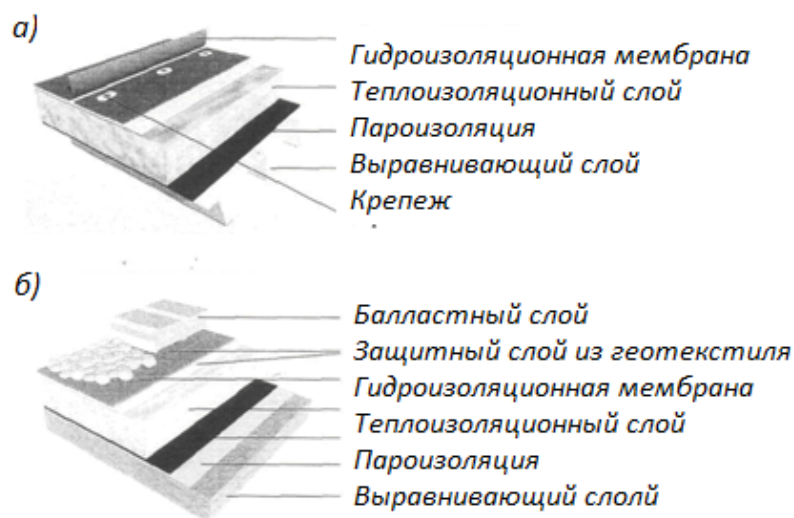 а)
Гидроизоляционная мембрана
Теплоизоляционный слой
Пароизоляция
Выравнивающий слой
Крепеж
б)
Балластный слой
Защитный слой из геотекстиля
Гидроизоляционная мембрана
Теплоизоляционный слой
Пароизоляция
Выравнивающий слолй